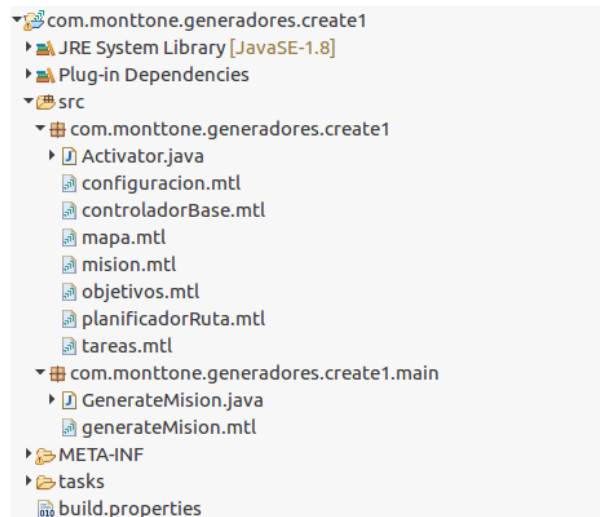 com.monttone.generadores.create1
JRE System Library [JavaSE-1.8]
Plug-in Dependencies
src
com.monttone.generadores.create1
Activator.java
configuracion.mtl
controladorBase.mtl
mapa.mtl
mision.mtl
objetivos.mtl
planificadorRuta.mtl
tareas.mtl
com.monttone.generadores.create1.main
GenerateMision.java
generateMision.mtl
META-INF
tasks
build.properties